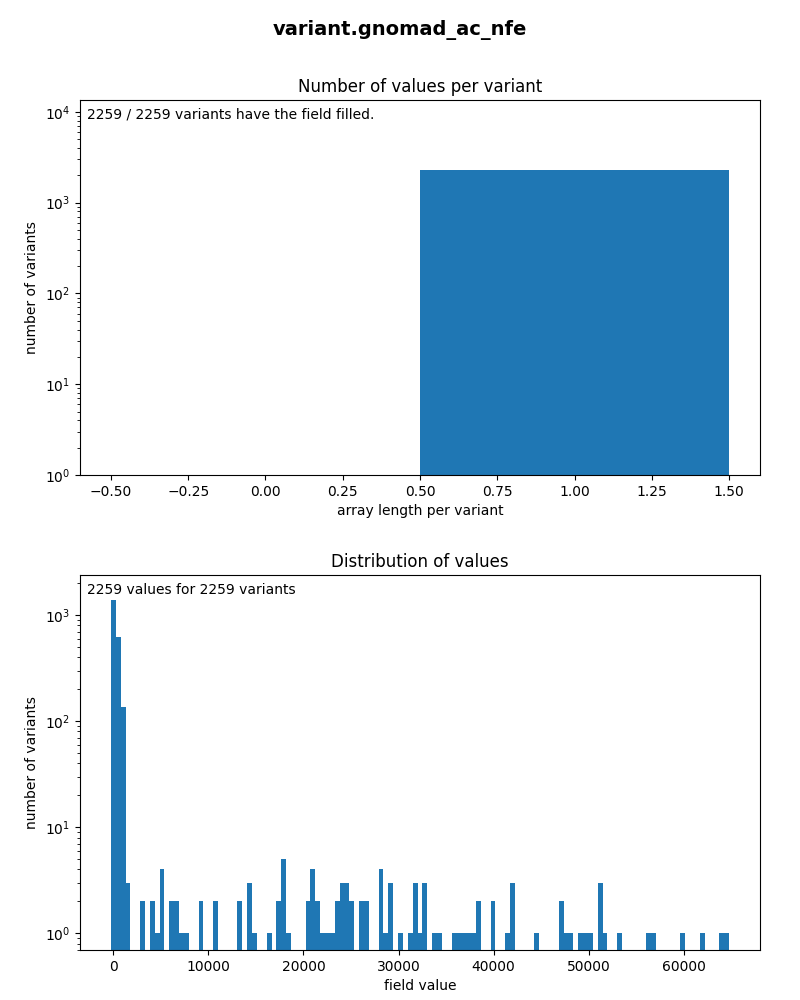 variant.gnomad_ac_nfe
Number of values per variant
2259 / 2259 variants have the field filled.
10^4
10^3
10^2
10^1
10^0
number of variants
−0.50 −0.25 0.00 0.25 0.50 0.75 1.00 1.25 1.50
array length per variant
Distribution of values
2259 values for 2259 variants
10^3
10^2
10^1
10^0
number of variants
0 10000 20000 30000 40000 50000 60000
field value